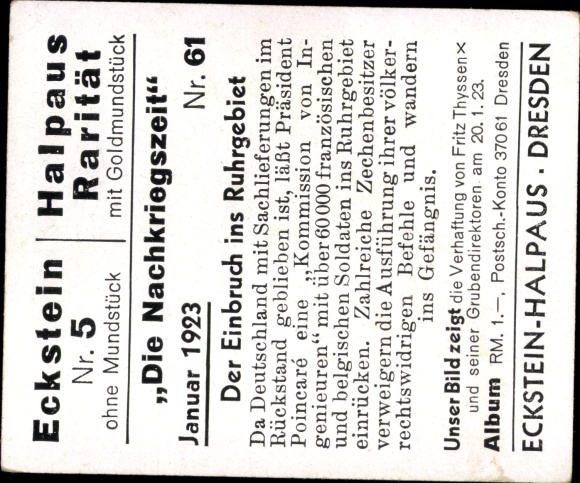 Eckstein
Nr. 5
ohne Mundstück
Halpaus
Rarität
mit Goldmundstück
„Die Nachkriegszeit“
Januar 1923 Nr. 61
Der Einbruch ins Ruhrgebiet
Da Deutschland mit Sachlieferungen im
Rückstand geblieben ist, läßt Präsident
Poincaré eine „Kommission von In-
genieuren“ mit über 60000 französischen
und belgischen Soldaten ins Ruhrgebiet
einrücken. Zahlreiche Zechenbesitzer
verweigern die Ausführung ihrer völker-
rechtswidrigen Befehle und wandern
ins Gefängnis.
Unser Bild zeigt die Verhaftung von Fritz Thyssen ×
und seiner Grubendirektoren am 20. 1. 23.
Album RM. 1.—, Postsch.-Konto 37061 Dresden
ECKSTEIN-HALPAUS · DRESDEN